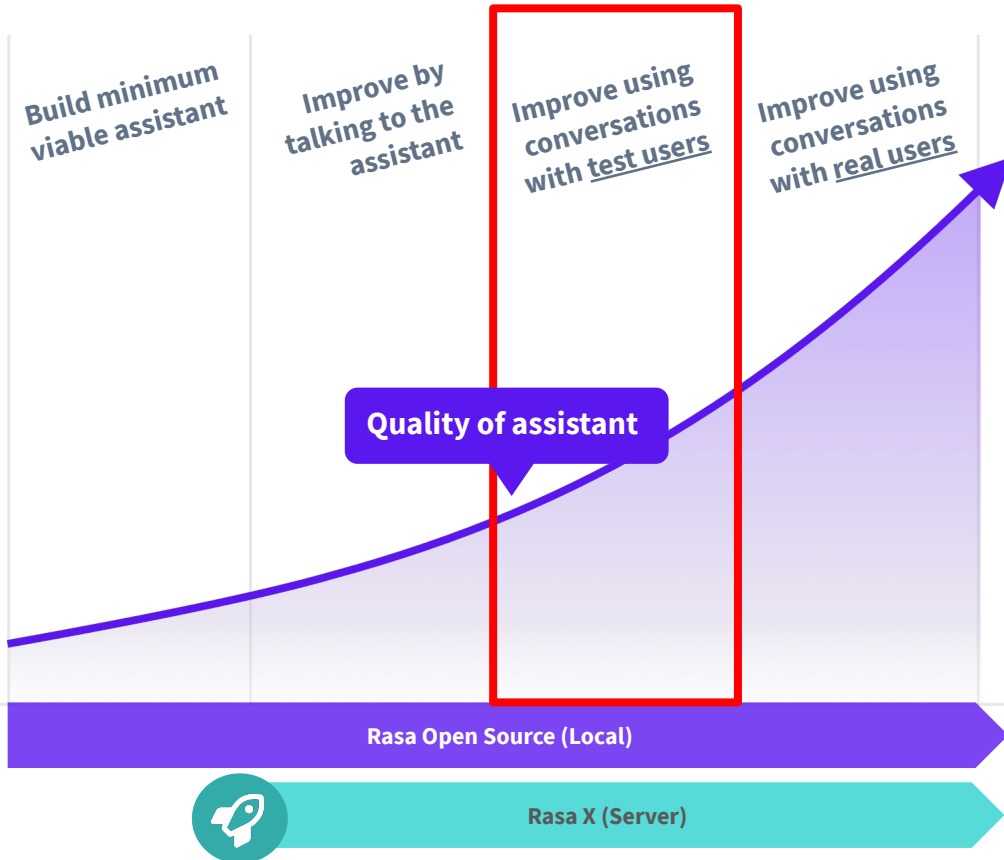 Build minimum
viable assistant
Improve by
talking to the
assistant
Improve using
conversations
with test users
Improve using
conversations
with real users
Quality of assistant
Rasa Open Source (Local)
Rasa X (Server)